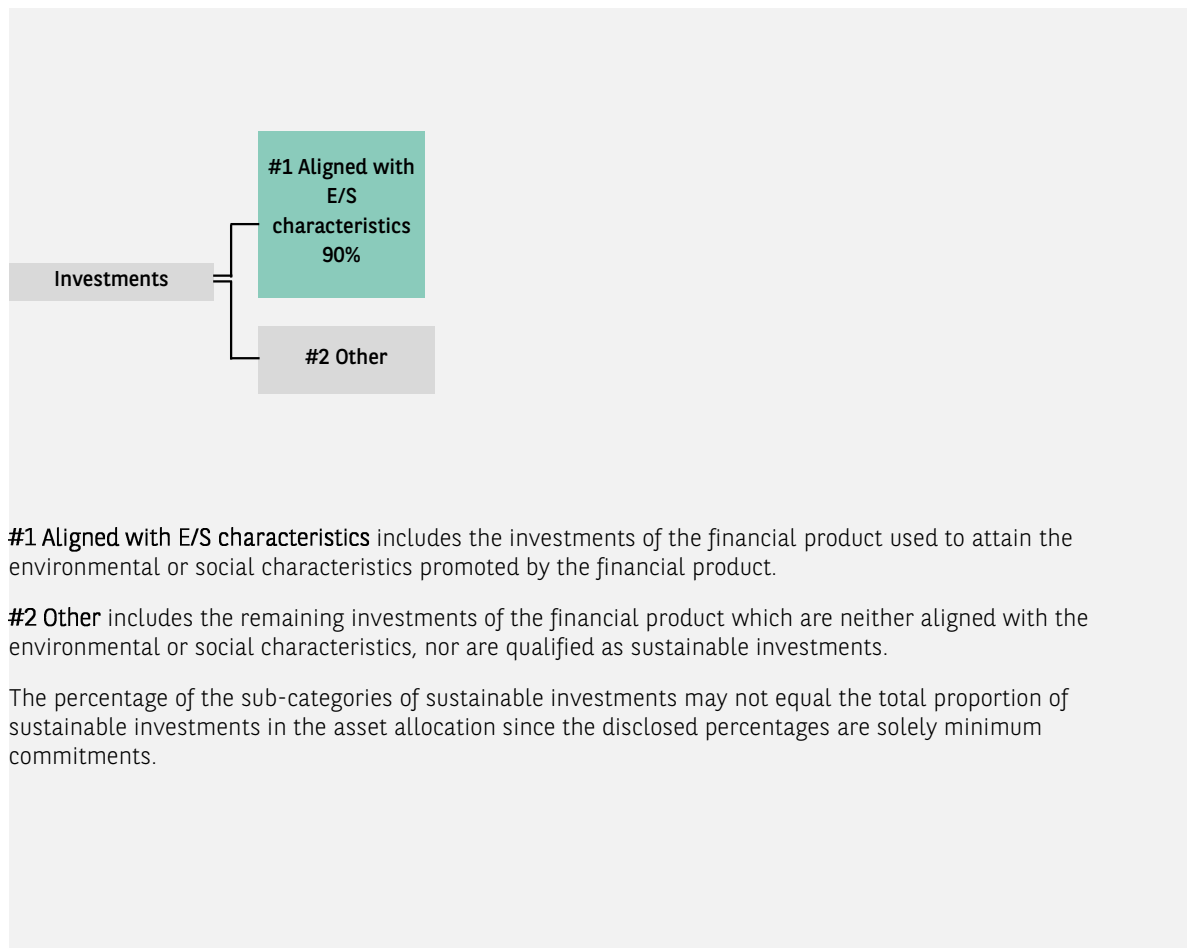 #1 Aligned with
E/S
characteristics
90%
Investments
#2 Other
#1 Aligned with E/S characteristics includes the investments of the financial product used to attain the
environmental or social characteristics promoted by the financial product.
#2 Other includes the remaining investments of the financial product which are neither aligned with the
environmental or social characteristics, nor are qualified as sustainable investments.
The percentage of the sub-categories of sustainable investments may not equal the total proportion of
sustainable investments in the asset allocation since the disclosed percentages are solely minimum
commitments.